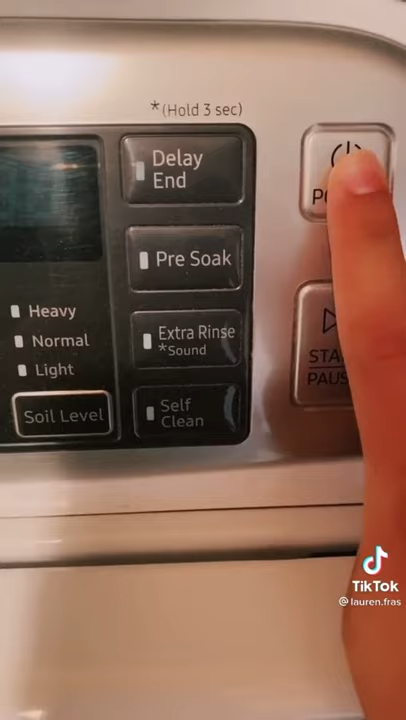 *(Hold 3 sec)
Delay
End
Pre Soak
Extra Rinse
*Sound
Self
Clean
Heavy
Normal
Light
Soil Level
TikTok
@lauren.fras